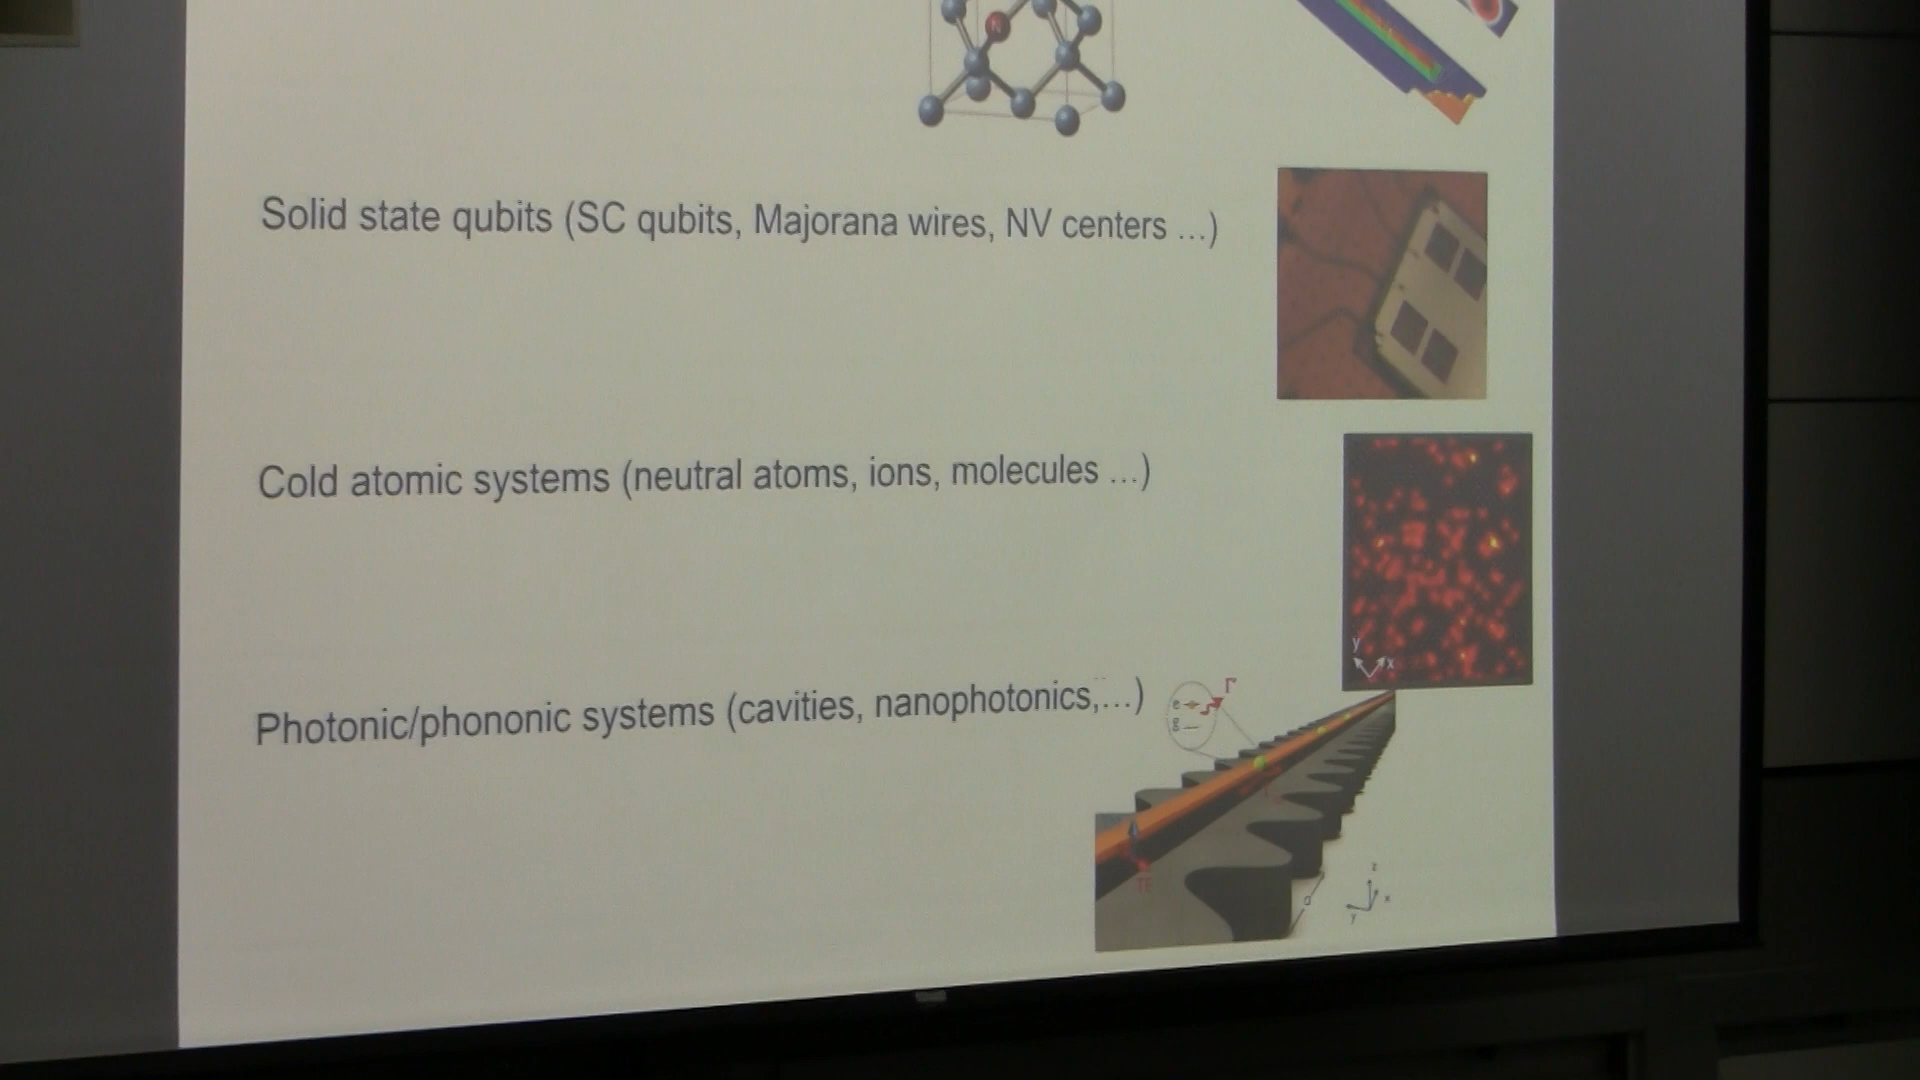 N
Solid state qubits (SC qubits, Majorana wires, NV centers ...)
Cold atomic systems (neutral atoms, ions, molecules ...)
y
x
Photonic/phononic systems (cavities, nanophotonics,...)
Γ
e
g
TE
a
z
x
y